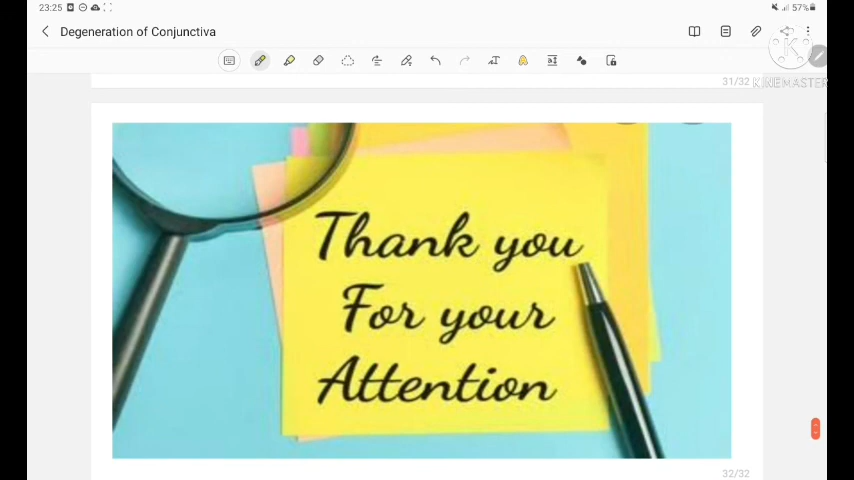 23:25
57%
Degeneration of Conjunctiva
31/32
KINEMASTER
Thank you
For your
Attention
32/32